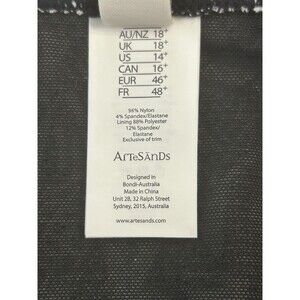 AU/NZ 18+
UK 18+
US 14+
CAN 16+
EUR 46+
FR 48+
96% Nylon
4% Spandex/Elastane
Lining 88% Polyester
12% Spandex/
Elastane
Exclusive of trim
ARTESANDS
Designed in
Bondi-Australia
Made in China
Unit 2B, 32 Ralph Street
Sydney, 2015, Australia
www.artesands.com